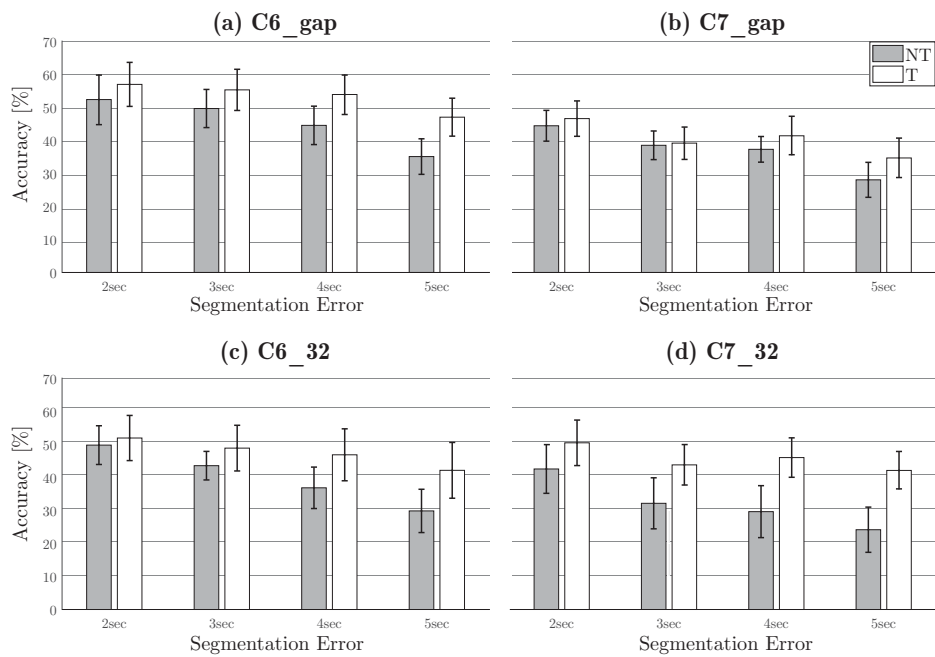 (a) C6_gap
(b) C7_gap
70
60
50
40
30
20
10
0
Accuracy [%]
2sec
3sec
4sec
5sec
Segmentation Error
NT
T
2sec
3sec
4sec
5sec
Segmentation Error
(c) C6_32
(d) C7_32
70
60
50
40
30
20
10
0
Accuracy [%]
2sec
3sec
4sec
5sec
Segmentation Error
2sec
3sec
4sec
5sec
Segmentation Error